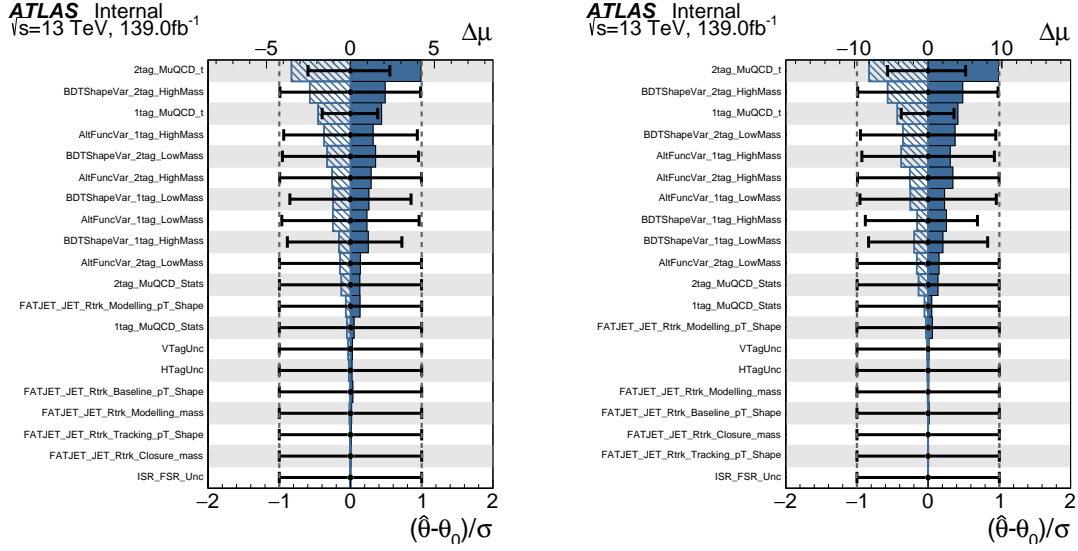 ATLAS Internal
√s=13 TeV, 139.0fb⁻¹
−5 0 5 Δμ
2tag_MuQCD_t
BDTShapeVar_2tag_HighMass
1tag_MuQCD_t
AltFuncVar_1tag_HighMass
BDTShapeVar_2tag_LowMass
AltFuncVar_2tag_HighMass
BDTShapeVar_1tag_LowMass
AltFuncVar_1tag_LowMass
BDTShapeVar_1tag_HighMass
AltFuncVar_2tag_LowMass
2tag_MuQCD_Stats
FATJET_JET_Rtrk_Modelling_pT_Shape
1tag_MuQCD_Stats
VTagUnc
HTagUnc
FATJET_JET_Rtrk_Baseline_pT_Shape
FATJET_JET_Rtrk_Modelling_mass
FATJET_JET_Rtrk_Tracking_pT_Shape
FATJET_JET_Rtrk_Closure_mass
ISR_FSR_Unc
−2 −1 0 1 2
(θ̂-θ₀)/σ
ATLAS Internal
√s=13 TeV, 139.0fb⁻¹
−10 0 10 Δμ
2tag_MuQCD_t
BDTShapeVar_2tag_HighMass
1tag_MuQCD_t
BDTShapeVar_2tag_LowMass
AltFuncVar_1tag_HighMass
AltFuncVar_2tag_HighMass
AltFuncVar_1tag_LowMass
BDTShapeVar_1tag_HighMass
BDTShapeVar_1tag_LowMass
AltFuncVar_2tag_LowMass
2tag_MuQCD_Stats
1tag_MuQCD_Stats
FATJET_JET_Rtrk_Modelling_pT_Shape
VTagUnc
HTagUnc
FATJET_JET_Rtrk_Modelling_mass
FATJET_JET_Rtrk_Baseline_pT_Shape
FATJET_JET_Rtrk_Closure_mass
FATJET_JET_Rtrk_Tracking_pT_Shape
ISR_FSR_Unc
−2 −1 0 1 2
(θ̂-θ₀)/σ